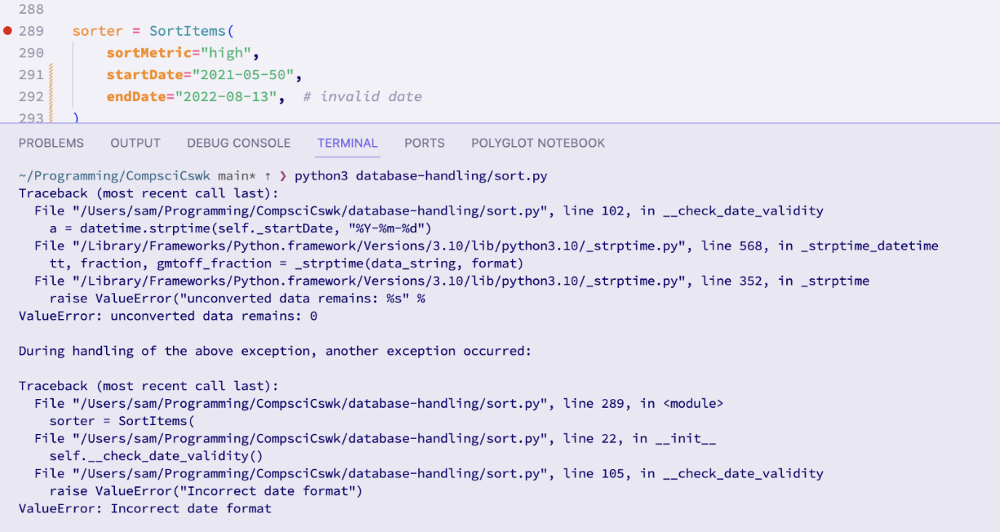 288
289 sorter = SortItems(
290 sortMetric="high",
291 startDate="2021-05-50",
292 endDate="2022-08-13", # invalid date
293 )
PROBLEMS OUTPUT DEBUG CONSOLE TERMINAL PORTS POLYGLOT NOTEBOOK
~/Programming/CompsciCswk main* ⇡ ❯ python3 database-handling/sort.py
Traceback (most recent call last):
File "/Users/sam/Programming/CompsciCswk/database-handling/sort.py", line 102, in __check_date_validity
a = datetime.strptime(self._startDate, "%Y-%m-%d")
File "/Library/Frameworks/Python.framework/Versions/3.10/lib/python3.10/_strptime.py", line 568, in _strptime_datetime
tt, fraction, gmtoff_fraction = _strptime(data_string, format)
File "/Library/Frameworks/Python.framework/Versions/3.10/lib/python3.10/_strptime.py", line 352, in _strptime
raise ValueError("unconverted data remains: %s" %
ValueError: unconverted data remains: 0
During handling of the above exception, another exception occurred:
Traceback (most recent call last):
File "/Users/sam/Programming/CompsciCswk/database-handling/sort.py", line 289, in <module>
sorter = SortItems(
File "/Users/sam/Programming/CompsciCswk/database-handling/sort.py", line 22, in __init__
self.__check_date_validity()
File "/Users/sam/Programming/CompsciCswk/database-handling/sort.py", line 105, in __check_date_validity
raise ValueError("Incorrect date format")
ValueError: Incorrect date format